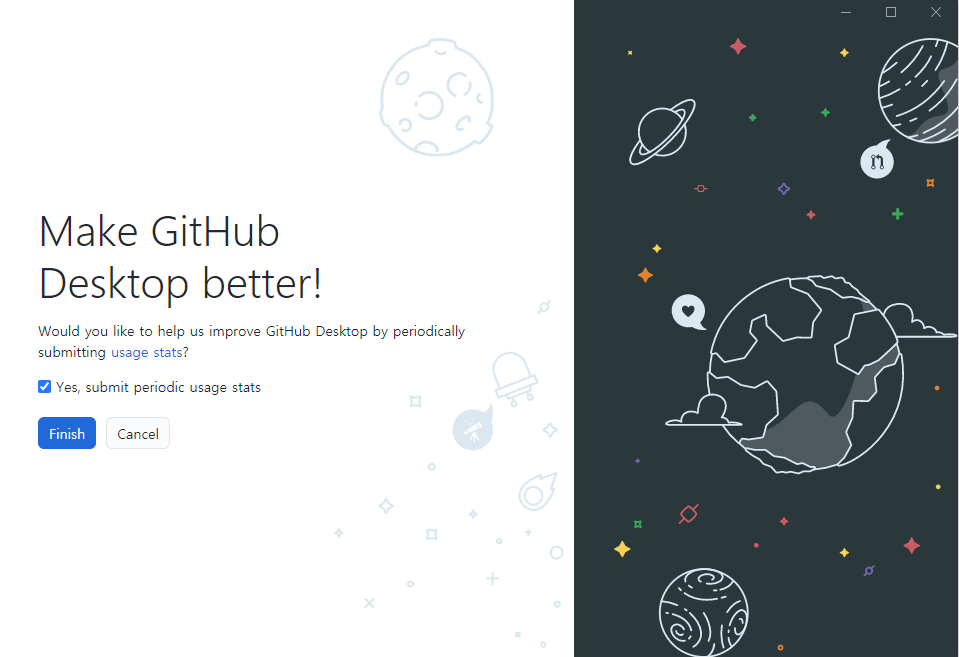 Make GitHub
Desktop better!
Would you like to help us improve GitHub Desktop by periodically
submitting usage stats?
Yes, submit periodic usage stats
Finish
Cancel